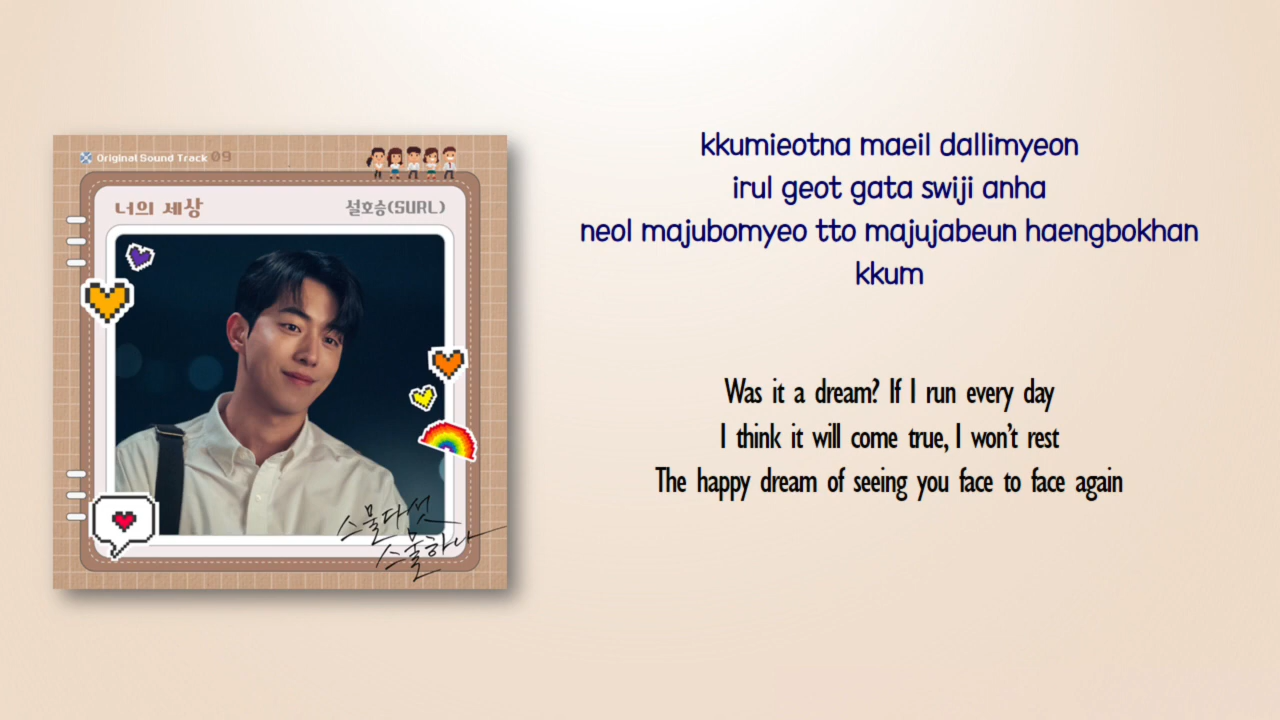 Original Sound Track 09
너의 세상
설호승(SURL)
스물다섯
스물하나
kkumieotna maeil dallimyeon
irul geot gata swiji anha
neol majubomyeo tto majujabeun haengbokhan
kkum
Was it a dream? If I run every day
I think it will come true, I won't rest
The happy dream of seeing you face to face again